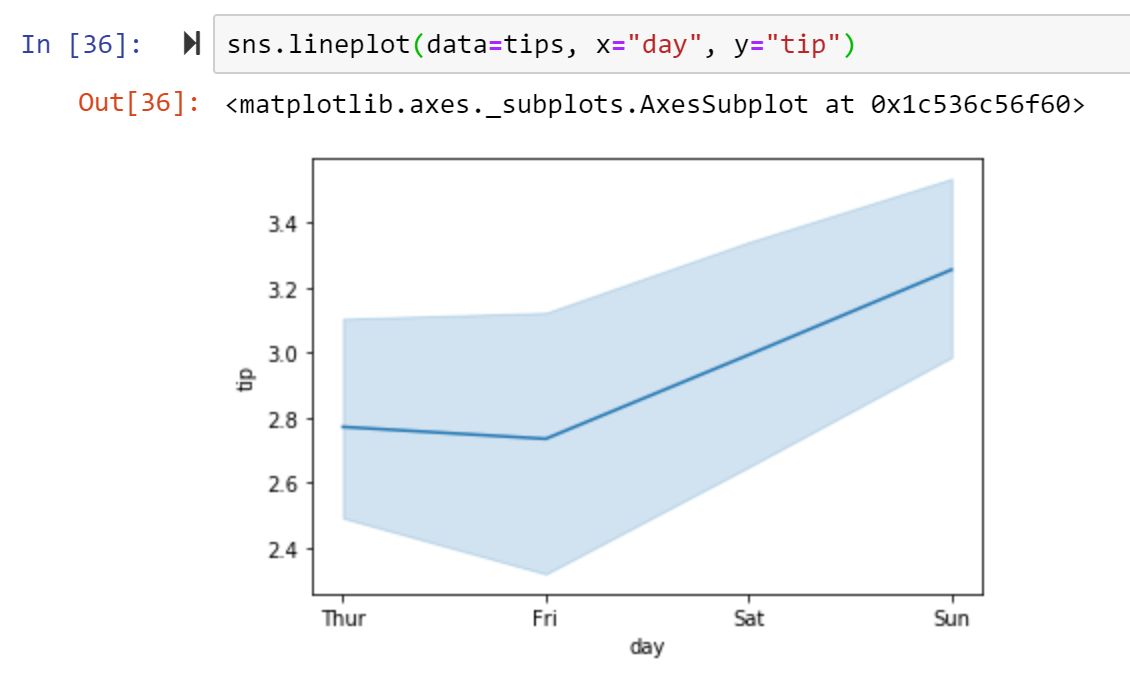 In [36]: sns.lineplot(data=tips, x="day", y="tip")
Out[36]: <matplotlib.axes._subplots.AxesSubplot at 0x1c536c56f60>
3.4
3.2
3.0
2.8
2.6
2.4
tip
Thur Fri Sat Sun
day